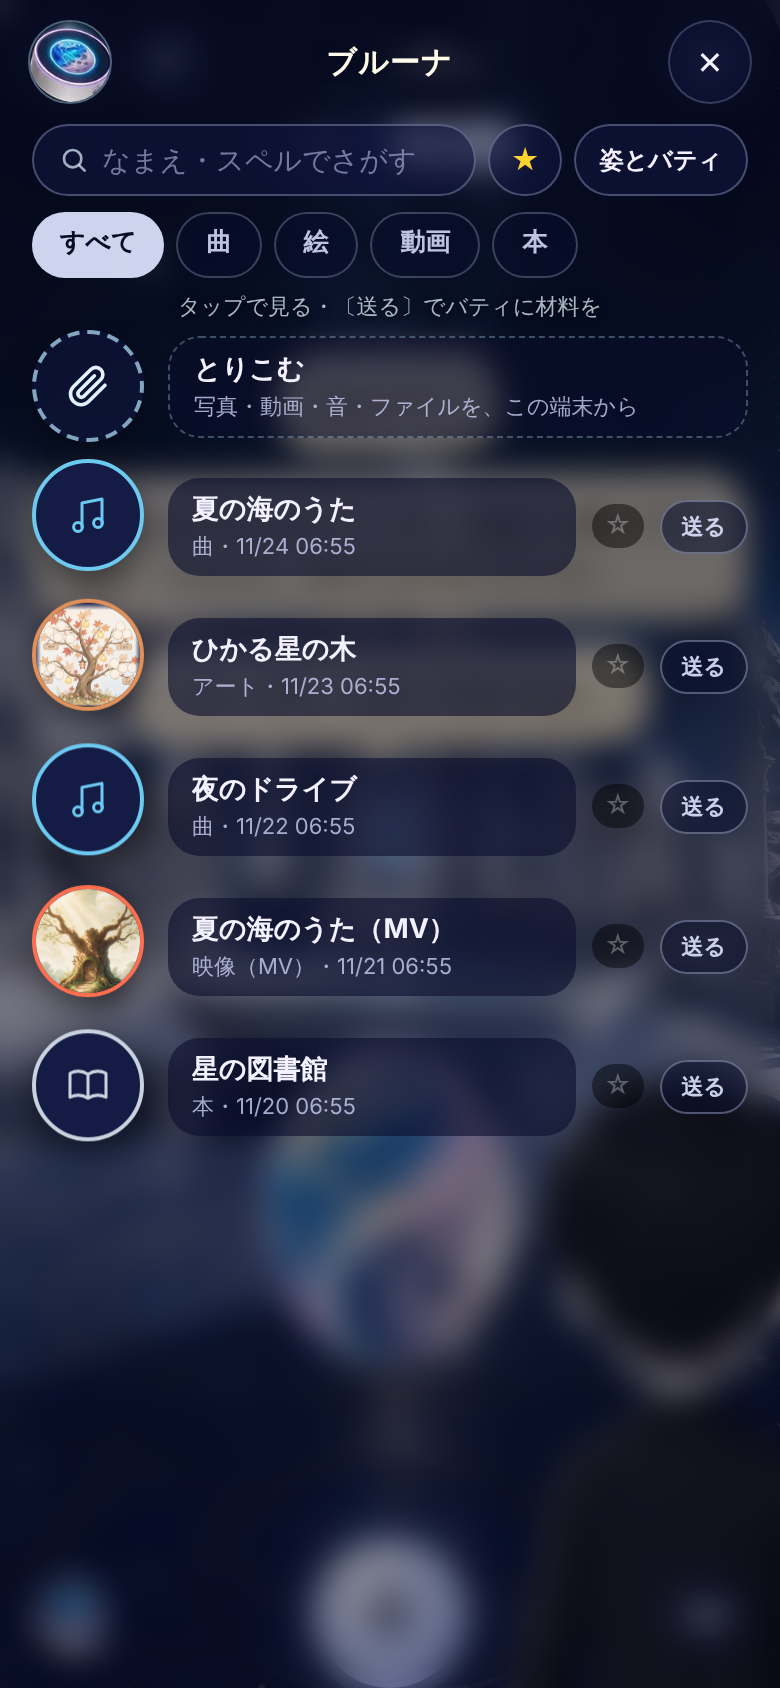 ブルーナ
なまえ・スペルでさがす
★
姿とバティ
すべて
曲
絵
動画
本
タップで見る・〔送る〕でバティに材料を
とりこむ
写真・動画・音・ファイルを、この端末から
夏の海のうた
曲・11/24 06:55
☆
送る
ひかる星の木
アート・11/23 06:55
☆
送る
夜のドライブ
曲・11/22 06:55
☆
送る
夏の海のうた（MV）
映像（MV）・11/21 06:55
☆
送る
星の図書館
本・11/20 06:55
☆
送る